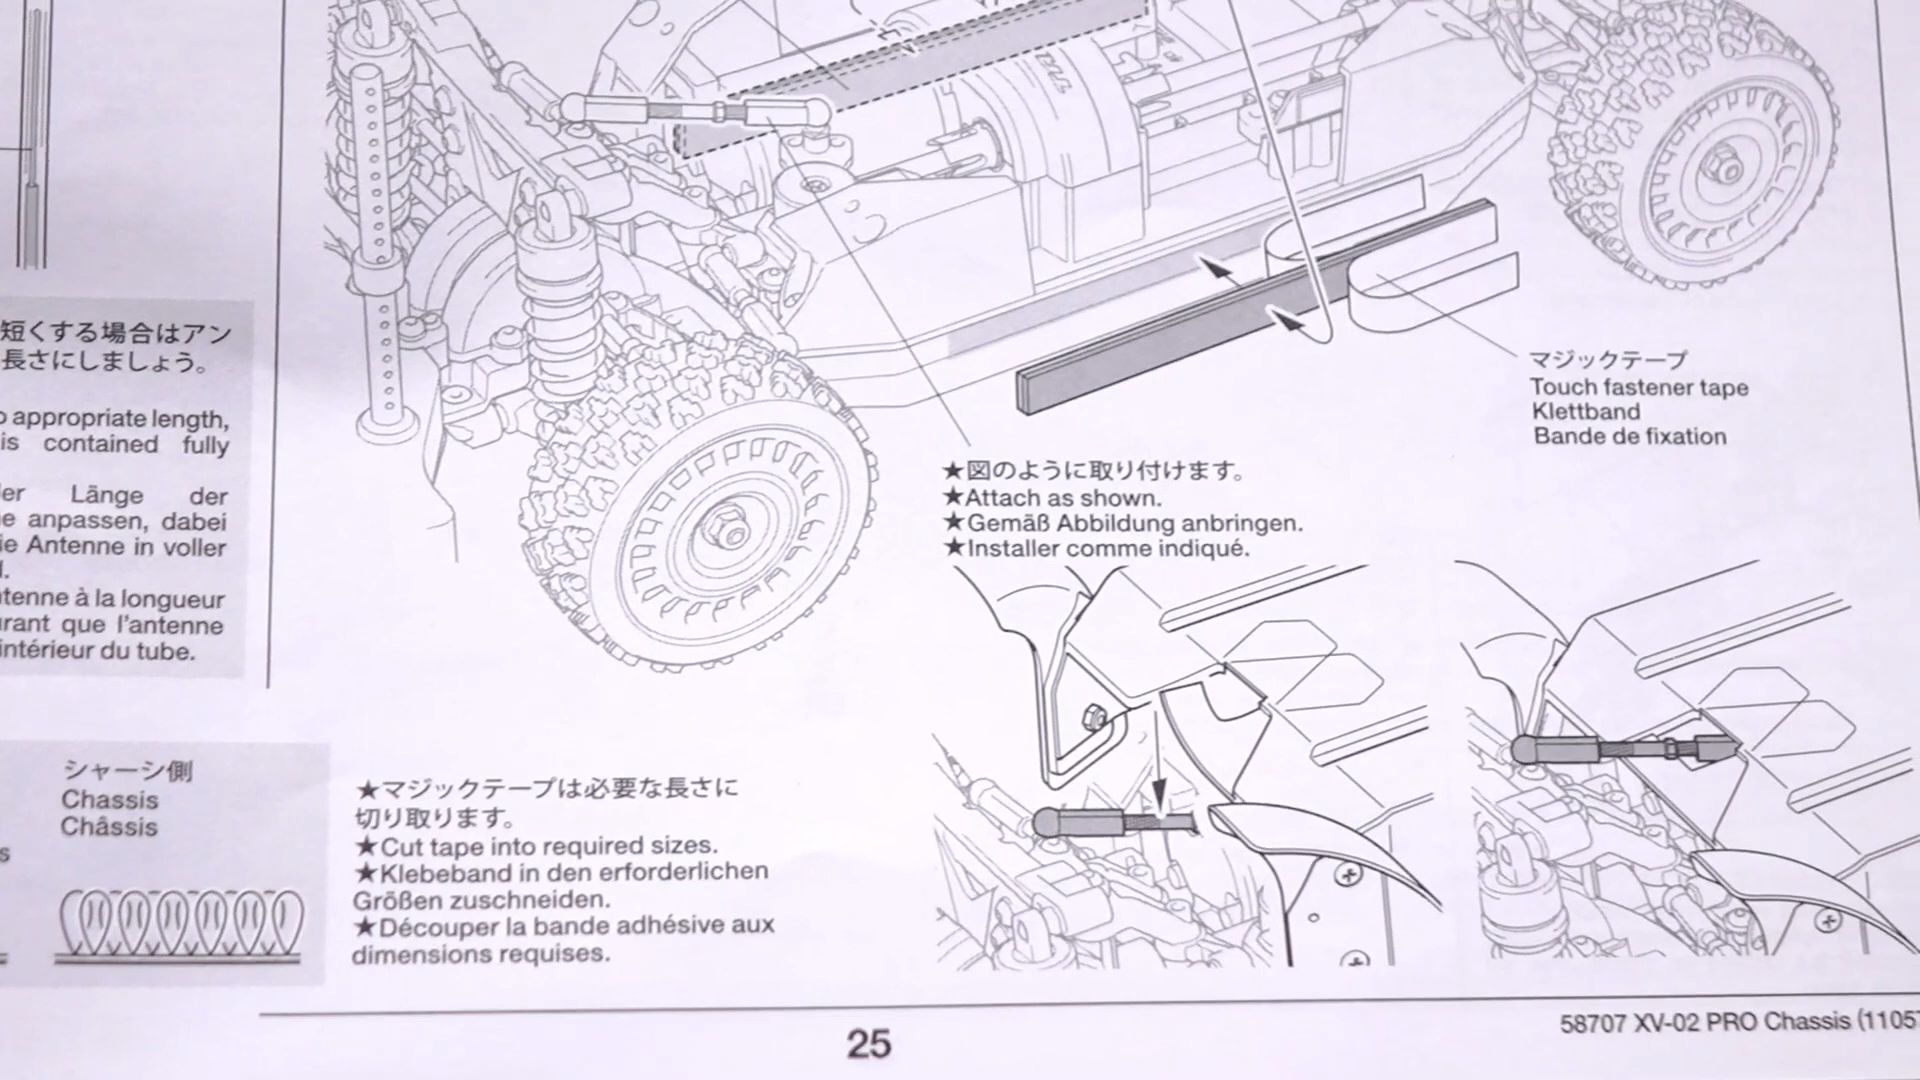 短くする場合はアン
長さにしましょう。
appropriate length,
is contained fully
Länge der
anpassen, dabei
Antenne in voller
à la longueur
que l'antenne
intérieur du tube.
シャーシ側
Chassis
Châssis
★マジックテープは必要な長さに
切り取ります。
★Cut tape into required sizes.
★Klebeband in den erforderlichen
Größen zuschneiden.
★Découper la bande adhésive aux
dimensions requises.
マジックテープ
Touch fastener tape
Klettband
Bande de fixation
★図のように取り付けます。
★Attach as shown.
★Gemäß Abbildung anbringen.
★Installer comme indiqué.
25
58707 XV-02 PRO Chassis